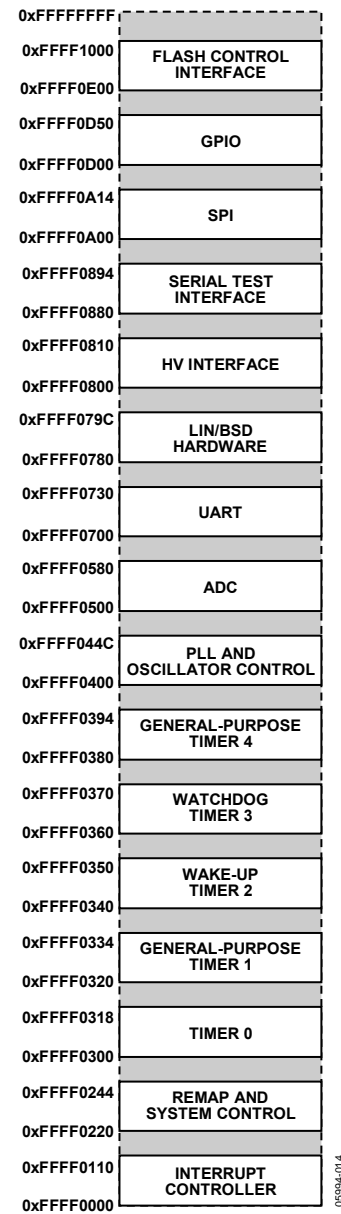 0xFFFFFFFF
0xFFFF1000
FLASH CONTROL
INTERFACE
0xFFFF0E00
0xFFFF0D50
GPIO
0xFFFF0D00
0xFFFF0A14
SPI
0xFFFF0A00
0xFFFF0894
SERIAL TEST
INTERFACE
0xFFFF0880
0xFFFF0810
HV INTERFACE
0xFFFF0800
0xFFFF079C
LIN/BSD
HARDWARE
0xFFFF0780
0xFFFF0730
UART
0xFFFF0700
0xFFFF0580
ADC
0xFFFF0500
0xFFFF044C
PLL AND
OSCILLATOR CONTROL
0xFFFF0400
0xFFFF0394
GENERAL-PURPOSE
TIMER 4
0xFFFF0380
0xFFFF0370
WATCHDOG
TIMER 3
0xFFFF0360
0xFFFF0350
WAKE-UP
TIMER 2
0xFFFF0340
0xFFFF0334
GENERAL-PURPOSE
TIMER 1
0xFFFF0320
0xFFFF0318
TIMER 0
0xFFFF0300
0xFFFF0244
REMAP AND
SYSTEM CONTROL
0xFFFF0220
0xFFFF0110
INTERRUPT
CONTROLLER
0xFFFF0000
05994-014